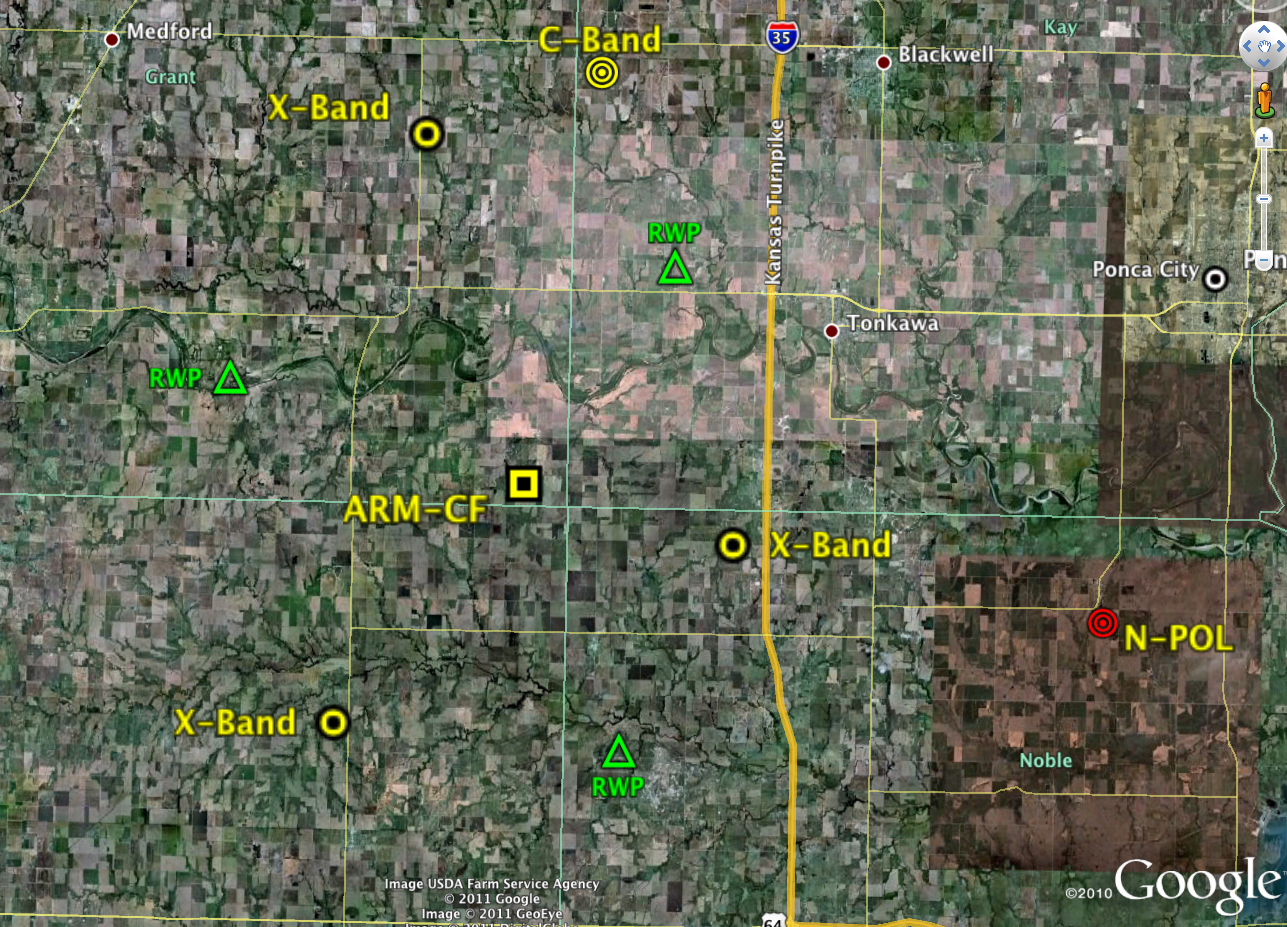 Medford
C-Band
35
Kay
Blackwell
Grant
X-Band
Kansas Turnpike
RWP
Ponca City
Tonkawa
RWP
ARM-CF
X-Band
N-POL
X-Band
Noble
RWP
Image USDA Farm Service Agency
© 2011 Google
Image © 2011 GeoEye
©2010 Google
64